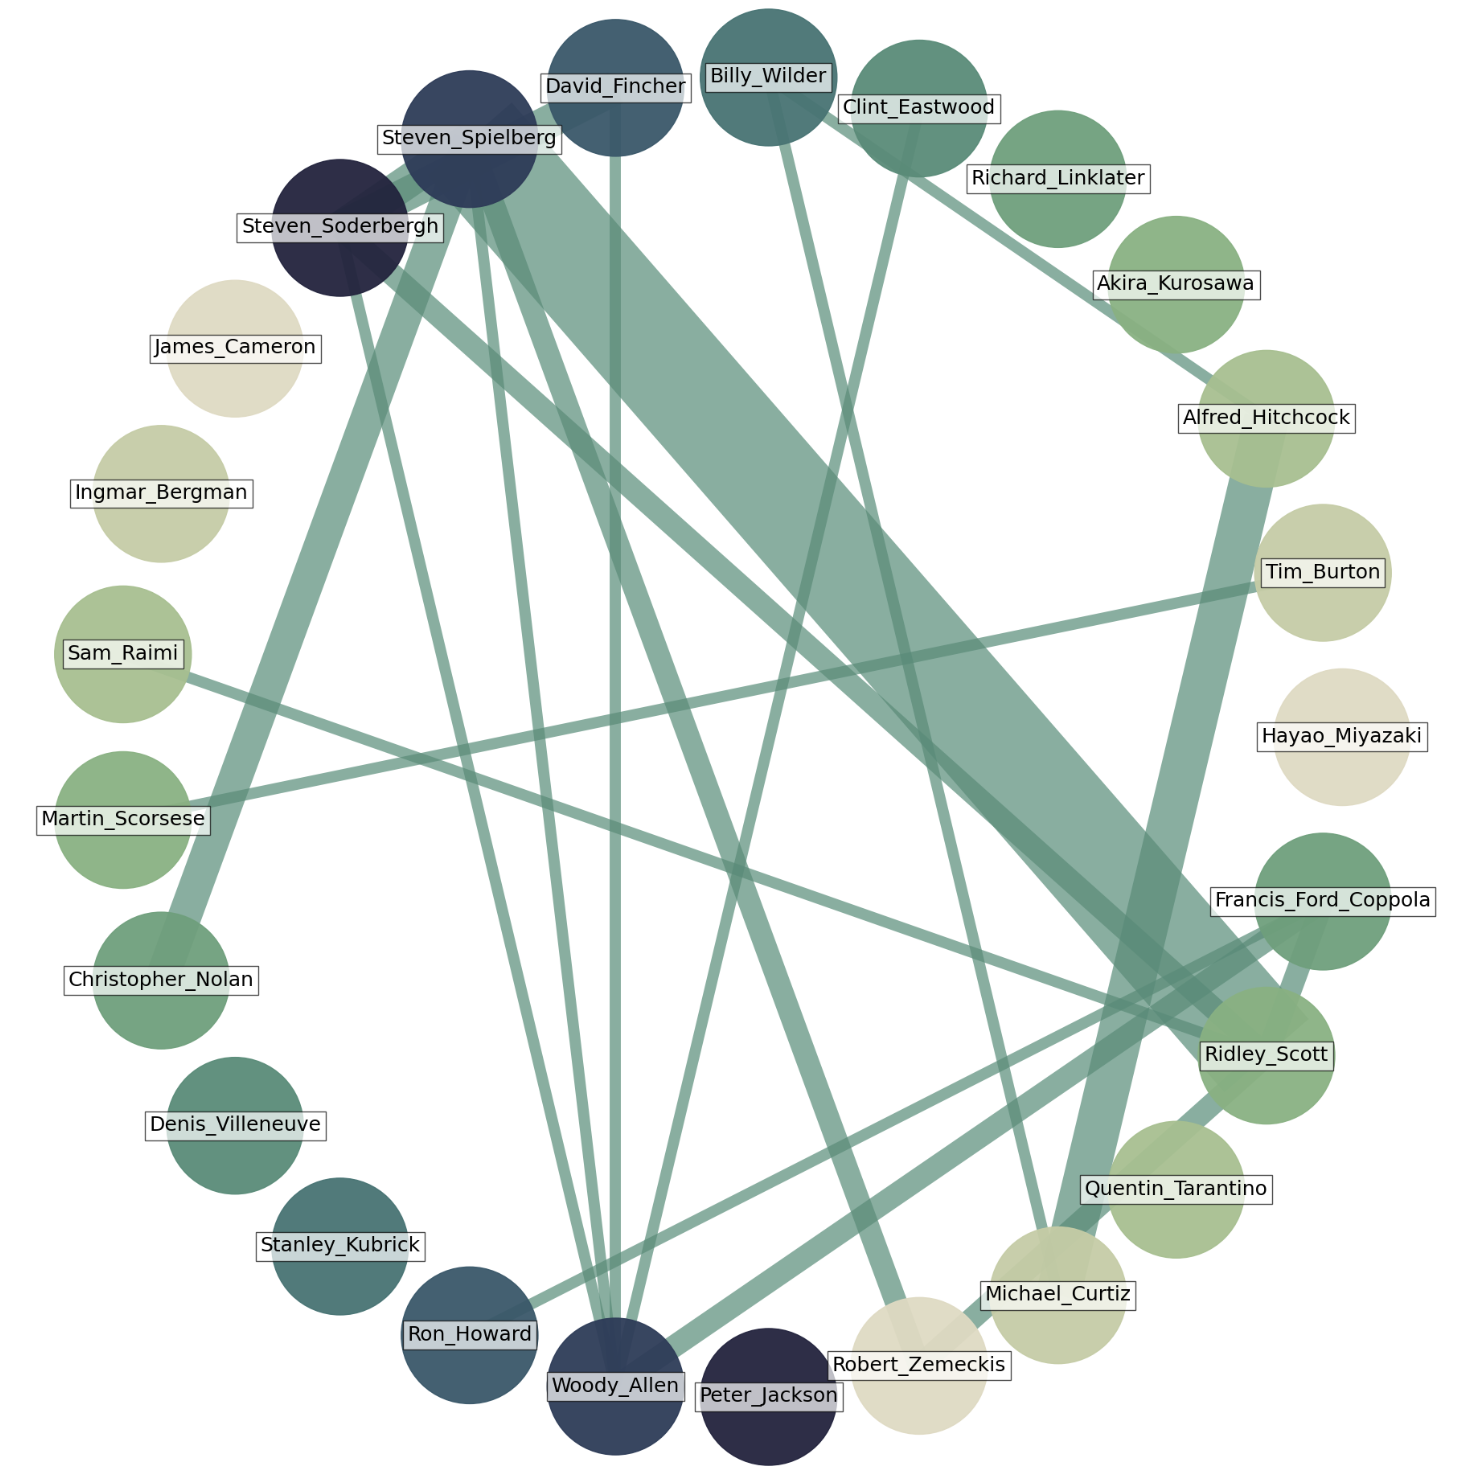 Billy_Wilder
David_Fincher
Clint_Eastwood
Steven_Spielberg
Richard_Linklater
Steven_Soderbergh
Akira_Kurosawa
James_Cameron
Alfred_Hitchcock
Ingmar_Bergman
Tim_Burton
Sam_Raimi
Hayao_Miyazaki
Martin_Scorsese
Francis_Ford_Coppola
Christopher_Nolan
Ridley_Scott
Denis_Villeneuve
Quentin_Tarantino
Stanley_Kubrick
Michael_Curtiz
Ron_Howard
Robert_Zemeckis
Woody_Allen
Peter_Jackson